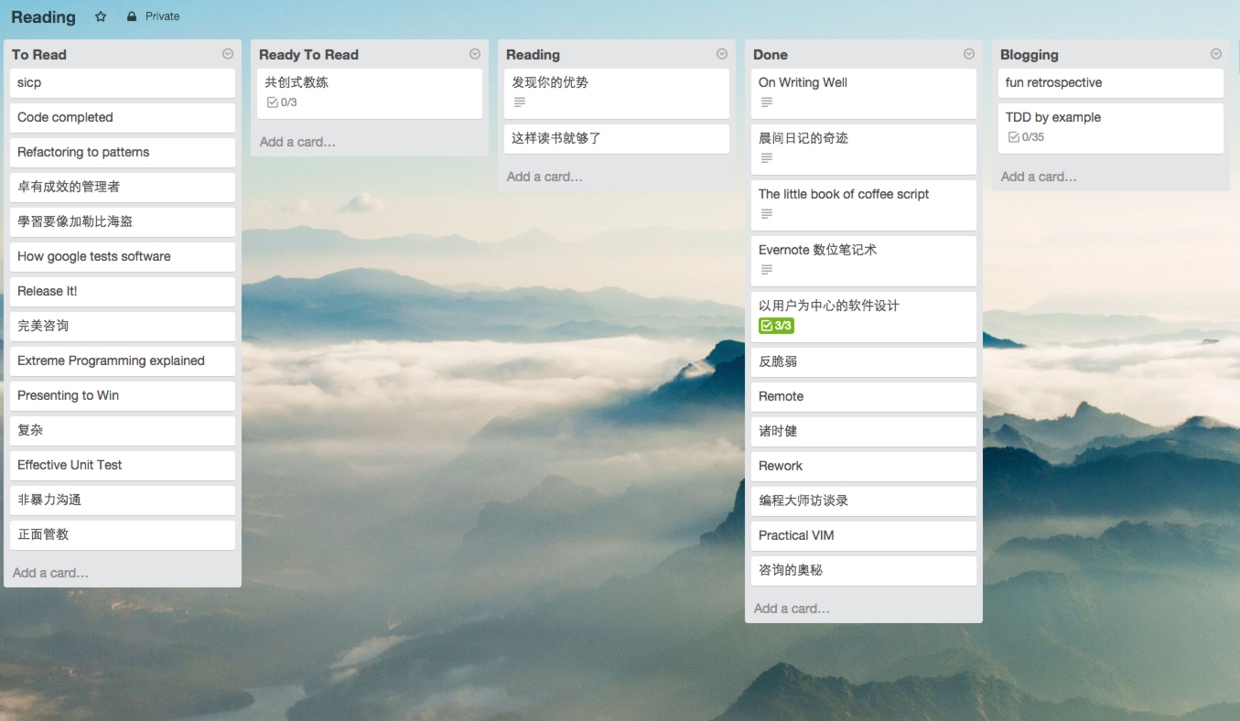 Reading Private
To Read
sicp
Code completed
Refactoring to patterns
卓有成效的管理者
學習要像加勒比海盗
How google tests software
Release It!
完美咨询
Extreme Programming explained
Presenting to Win
复杂
Effective Unit Test
非暴力沟通
正面管教
Add a card…
Ready To Read
共创式教练
0/3
Add a card…
Reading
发现你的优势
这样读书就够了
Add a card…
Done
On Writing Well
晨间日记的奇迹
The little book of coffee script
Evernote 数位笔记术
以用户为中心的软件设计
3/3
反脆弱
Remote
诸时健
Rework
编程大师访谈录
Practical VIM
咨询的奥秘
Add a card…
Blogging
fun retrospective
TDD by example
0/35
Add a card…